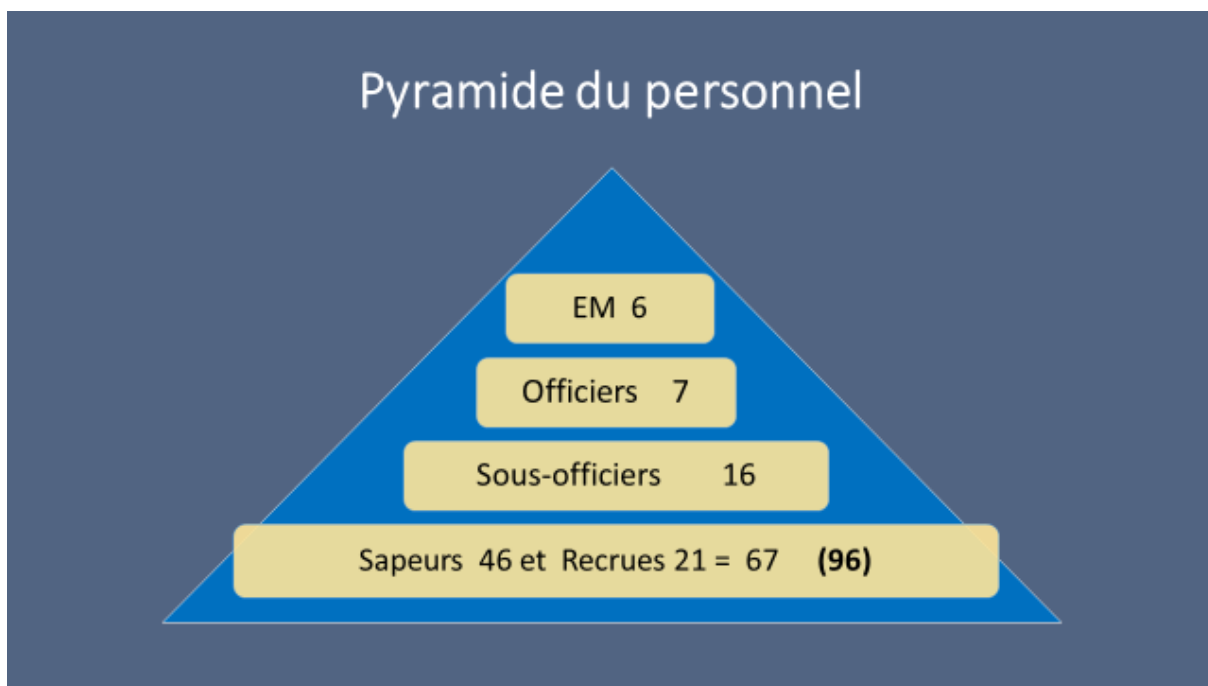 Pyramide du personnel
EM 6
Officiers 7
Sous-officiers 16
Sapeurs 46 et Recrues 21 = 67 (96)